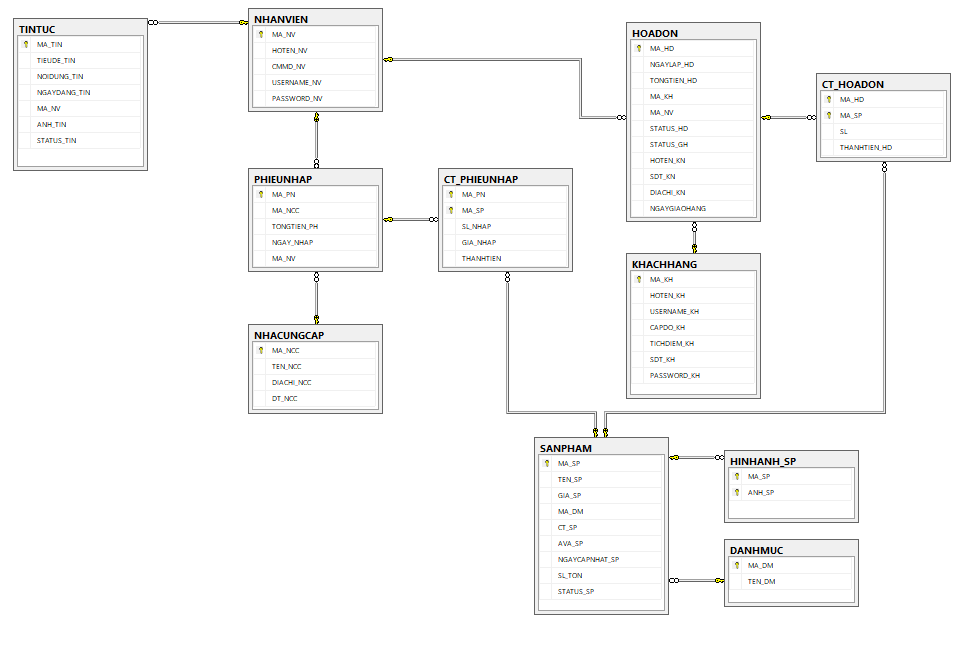 TINTUC
MA_TIN
TIEUDE_TIN
NOIDUNG_TIN
NGAYDANG_TIN
MA_NV
ANH_TIN
STATUS_TIN
NHANVIEN
MA_NV
HOTEN_NV
CMMD_NV
USERNAME_NV
PASSWORD_NV
HOADON
MA_HD
NGAYLAP_HD
TONGTIEN_HD
MA_KH
MA_NV
STATUS_HD
STATUS_GH
HOTEN_KN
SDT_KN
DIACHI_KN
NGAYGIAOHANG
CT_HOADON
MA_HD
MA_SP
SL
THANHTIEN_HD
PHIEUNHAP
MA_PN
MA_NCC
TONGTIEN_PH
NGAY_NHAP
MA_NV
CT_PHIEUNHAP
MA_PN
MA_SP
SL_NHAP
GIA_NHAP
THANHTIEN
KHACHHANG
MA_KH
HOTEN_KH
USERNAME_KH
CAPDO_KH
TICHDIEM_KH
SDT_KH
PASSWORD_KH
NHACUNGCAP
MA_NCC
TEN_NCC
DIACHI_NCC
DT_NCC
SANPHAM
MA_SP
TEN_SP
GIA_SP
MA_DM
CT_SP
AVA_SP
NGAYCAPNHAT_SP
SL_TON
STATUS_SP
HINHANH_SP
MA_SP
ANH_SP
DANHMUC
MA_DM
TEN_DM